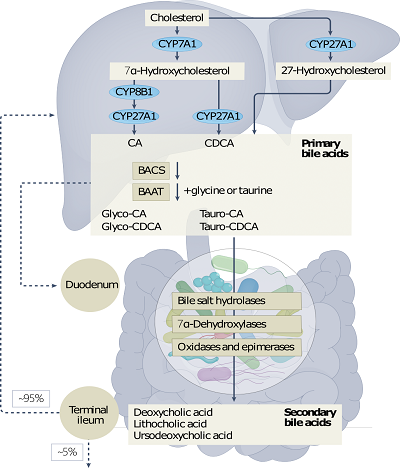 Cholesterol
CYP7A1
CYP27A1
7α-Hydroxycholesterol
27-Hydroxycholesterol
CYP8B1
CYP27A1
CYP27A1
CA
CDCA
Primary
bile acids
BACS
BAAT
+glycine or taurine
Glyco-CA
Tauro-CA
Glyco-CDCA
Tauro-CDCA
Duodenum
Bile salt hydrolases
7α-Dehydroxylases
Oxidases and epimerases
~95%
Terminal
ileum
Deoxycholic acid
Lithocholic acid
Ursodeoxycholic acid
Secondary
bile acids
~5%